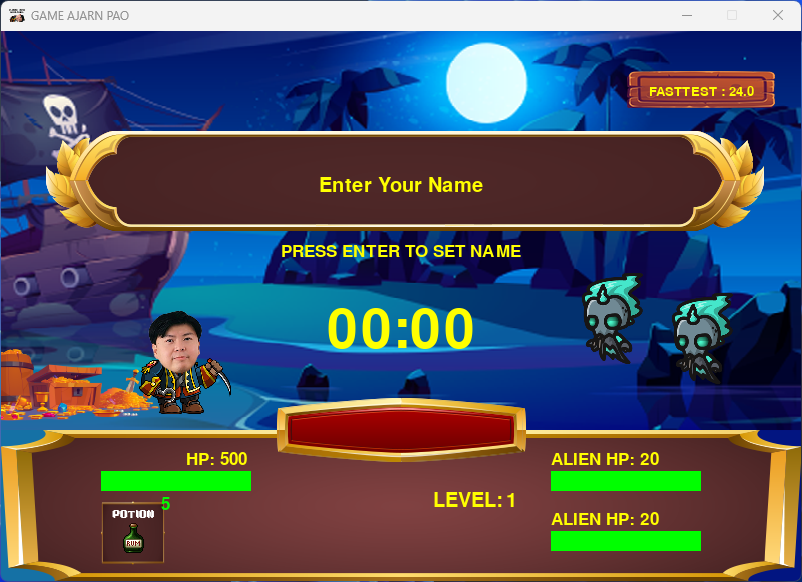 GAME AJARN PAO
FASTTEST : 24.0
Enter Your Name
PRESS ENTER TO SET NAME
00:00
HP: 500
5
POTION
RUM
LEVEL: 1
ALIEN HP: 20
ALIEN HP: 20